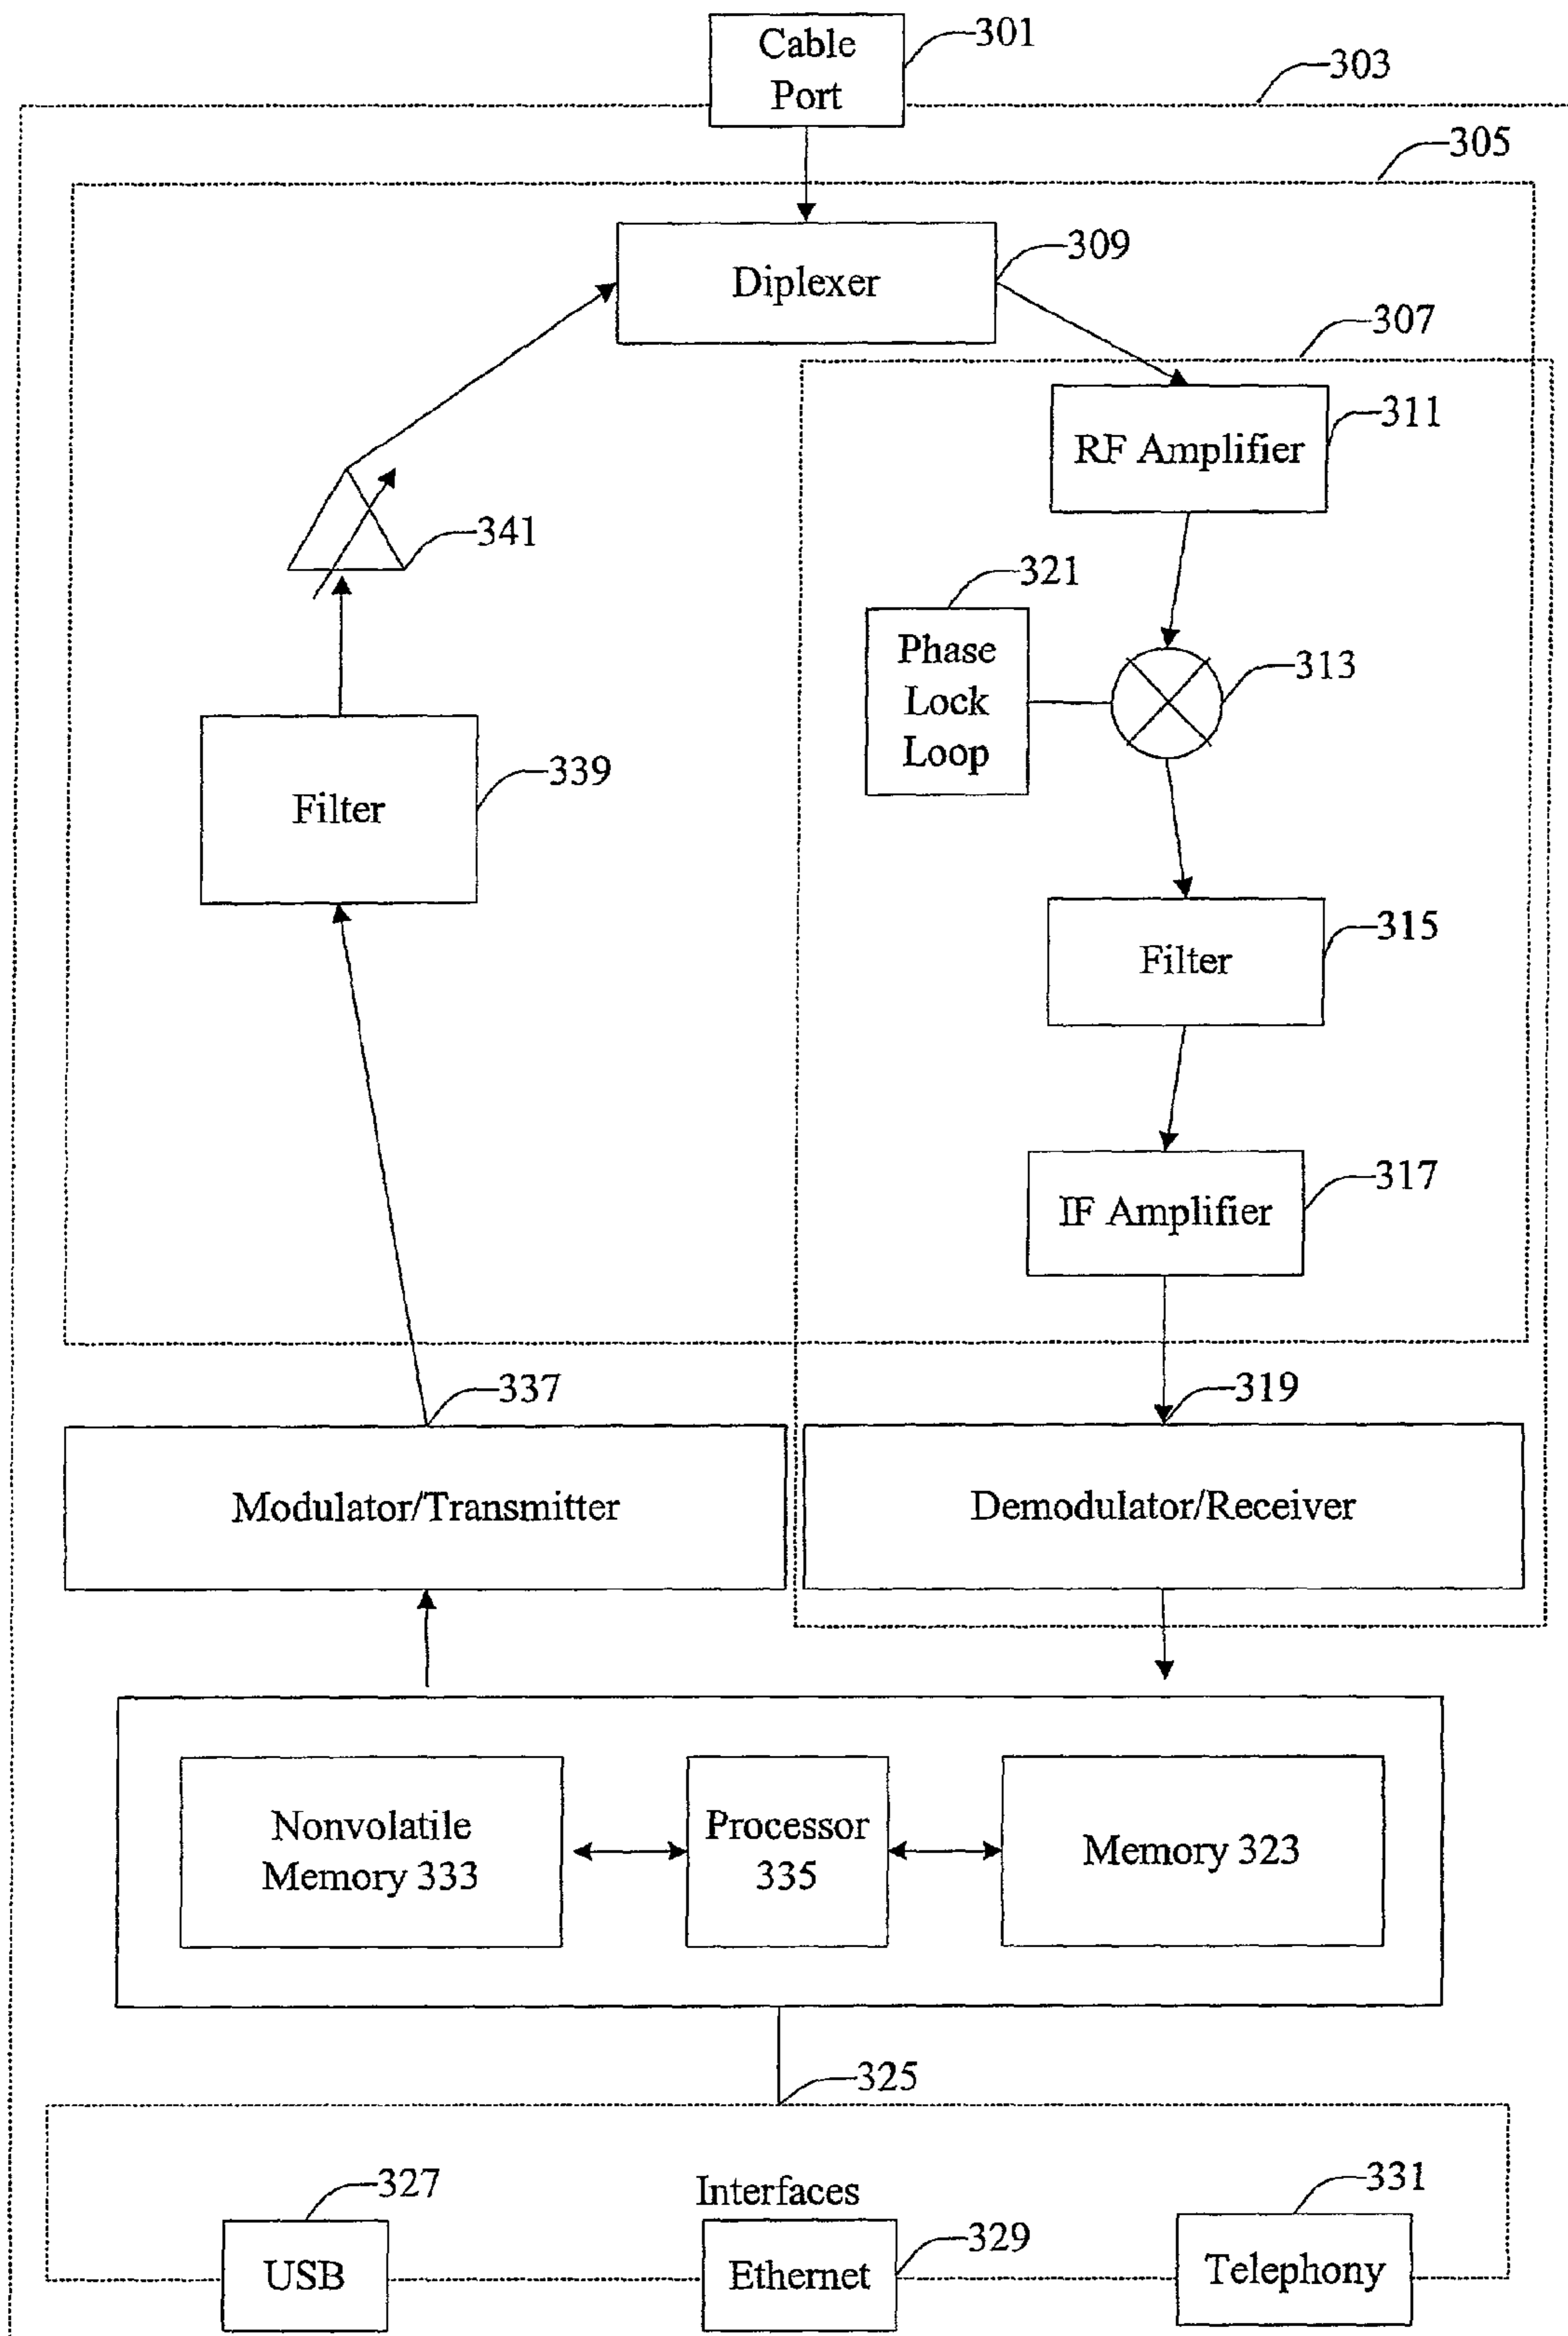 Cable
Port
301
303
305
Diplexer
309
307
RF Amplifier
311
341
321
Phase
Lock
Loop
313
Filter
339
Filter
315
IF Amplifier
317
337
319
Modulator/Transmitter
Demodulator/Receiver
Nonvolatile
Memory 333
Processor
335
Memory 323
325
Interfaces
327
USB
Ethernet
329
331
Telephony